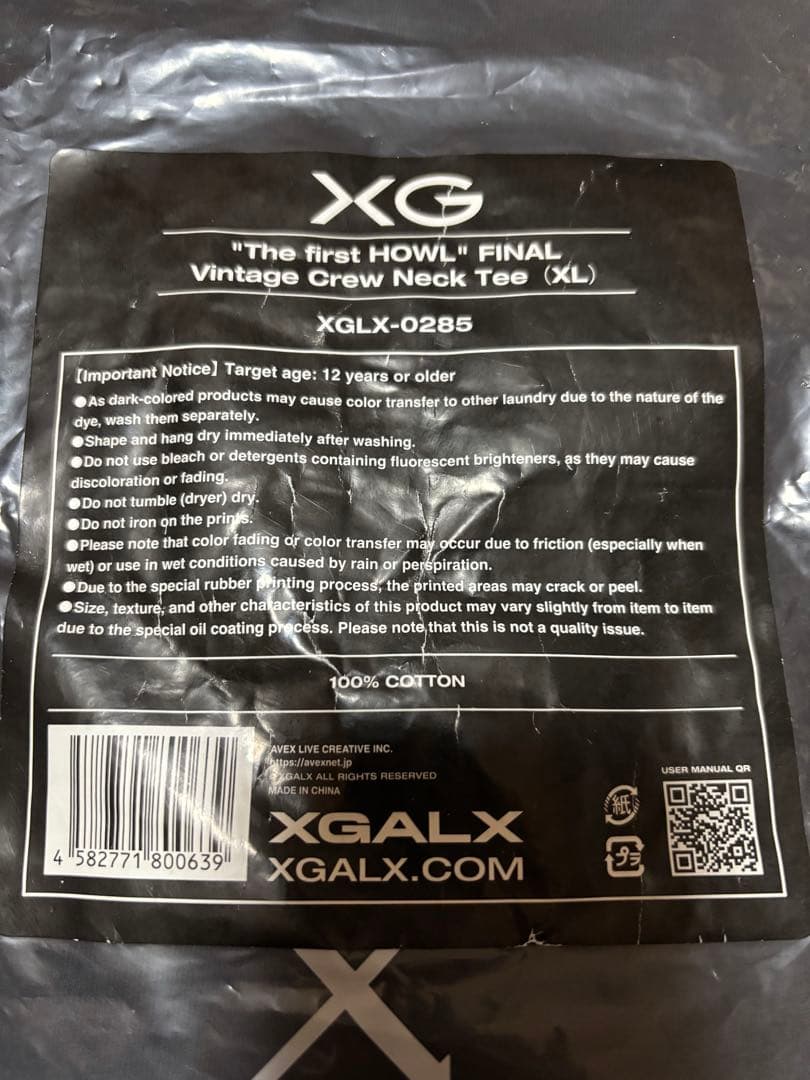 XG
"The first HOWL" FINAL
Vintage Crew Neck Tee (XL)
XGLX-0285
【Important Notice】Target age: 12 years or older
●As dark-colored products may cause color transfer to other laundry due to the nature of the
dye, wash them separately.
●Shape and hang dry immediately after washing.
●Do not use bleach or detergents containing fluorescent brighteners, as they may cause
discoloration or fading.
●Do not tumble (dryer) dry.
●Do not iron on the prints.
●Please note that color fading or color transfer may occur due to friction (especially when
wet) or use in wet conditions caused by rain or perspiration.
●Due to the special rubber printing process, the printed areas may crack or peel.
●Size, texture, and other characteristics of this product may vary slightly from item to item
due to the special oil coating process. Please note that this is not a quality issue.
100% COTTON
4 582771 800639
AVEX LIVE CREATIVE INC.
https://avexnet.jp
©XGALX ALL RIGHTS RESERVED
MADE IN CHINA
XGALX
XGALX.COM
紙
プラ
USER MANUAL QR
X